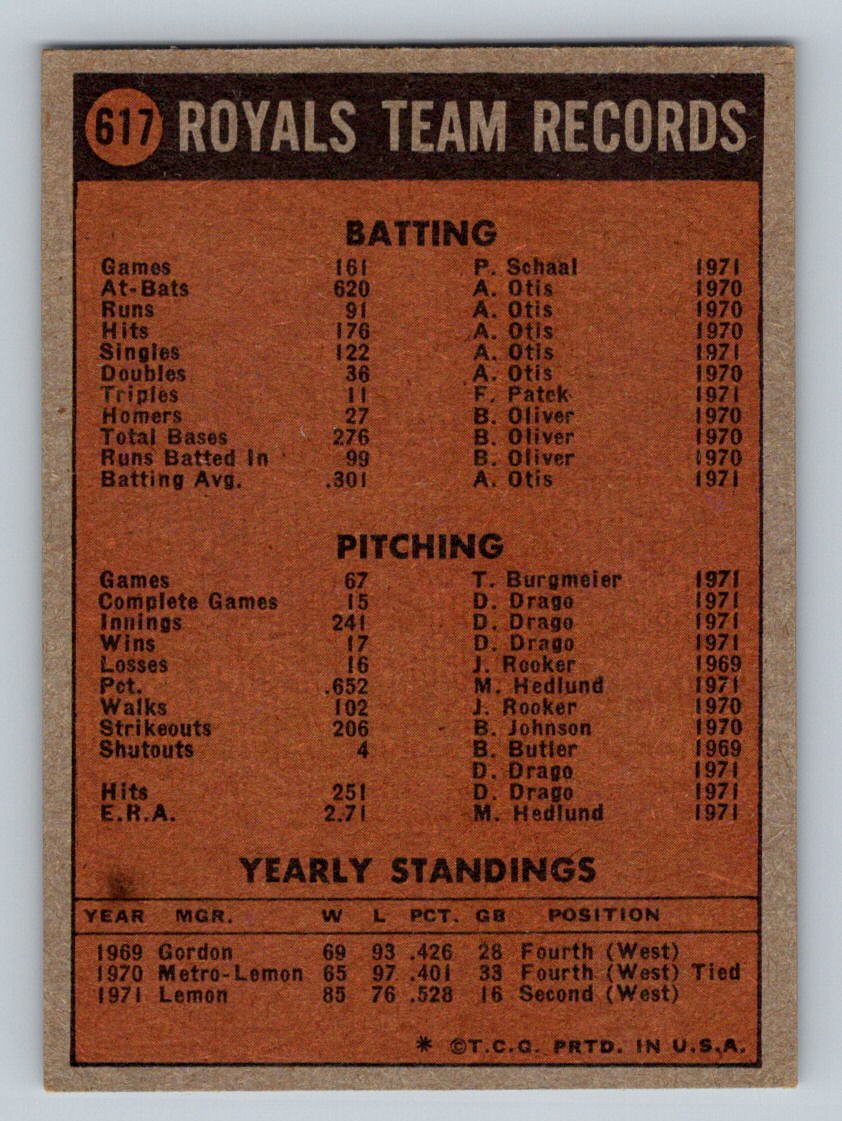 617 ROYALS TEAM RECORDS
BATTING
Games 161 P. Schaal 1971
At-Bats 620 A. Otis 1970
Runs 91 A. Otis 1970
Hits 176 A. Otis 1970
Singles 122 A. Otis 1971
Doubles 36 A. Otis 1970
Triples 11 F. Patek 1971
Homers 27 B. Oliver 1970
Total Bases 276 B. Oliver 1970
Runs Batted In 99 B. Oliver 1970
Batting Avg. .301 A. Otis 1971
PITCHING
Games 67 T. Burgmeier 1971
Complete Games 15 D. Drago 1971
Innings 241 D. Drago 1971
Wins 17 D. Drago 1971
Losses 16 J. Rooker 1969
Pct. .652 M. Hedlund 1971
Walks 102 J. Rooker 1970
Strikeouts 206 B. Johnson 1970
Shutouts 4 B. Butler 1969
D. Drago 1971
Hits 251 D. Drago 1971
E.R.A. 2.71 M. Hedlund 1971
YEARLY STANDINGS
YEAR MGR. W L PCT. GB POSITION
1969 Gordon 69 93 .426 28 Fourth (West)
1970 Metro-Lemon 65 97 .401 33 Fourth (West) Tied
1971 Lemon 85 76 .528 16 Second (West)
* ©T.C.G. PRTD. IN U.S.A.